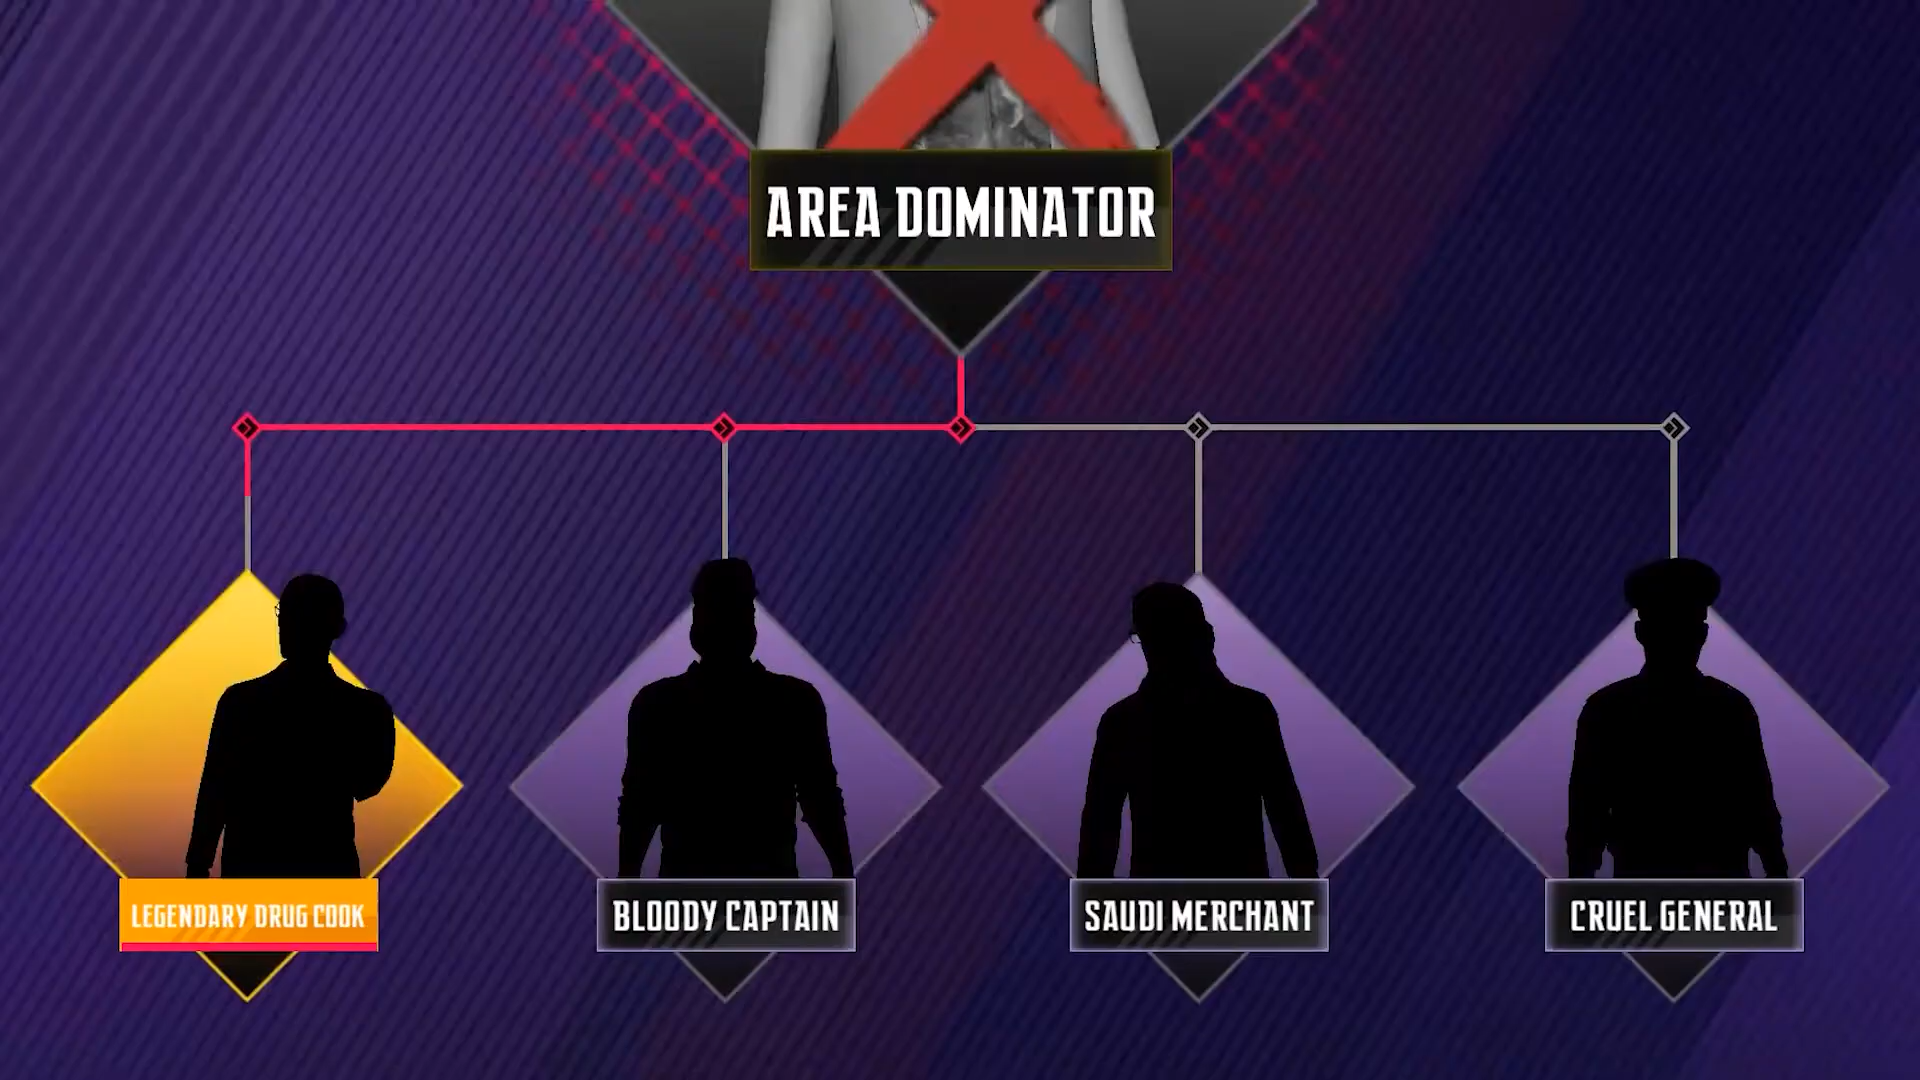 AREA DOMINATOR
LEGENDARY DRUG COOK
BLOODY CAPTAIN
SAUDI MERCHANT
CRUEL GENERAL